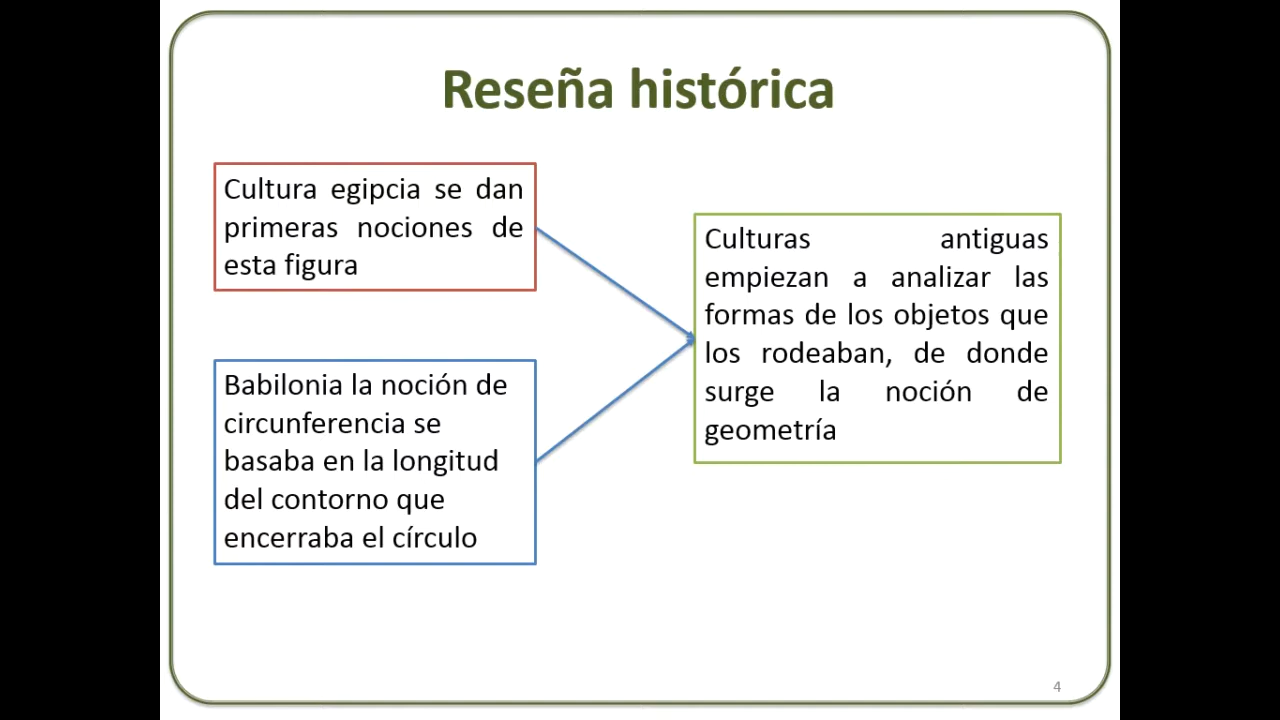 Reseña histórica
Cultura egipcia se dan
primeras nociones de
esta figura
Babilonia la noción de
circunferencia se
basaba en la longitud
del contorno que
encerraba el círculo
Culturas antiguas
empiezan a analizar las
formas de los objetos que
los rodeaban, de donde
surge la noción de
geometría
4